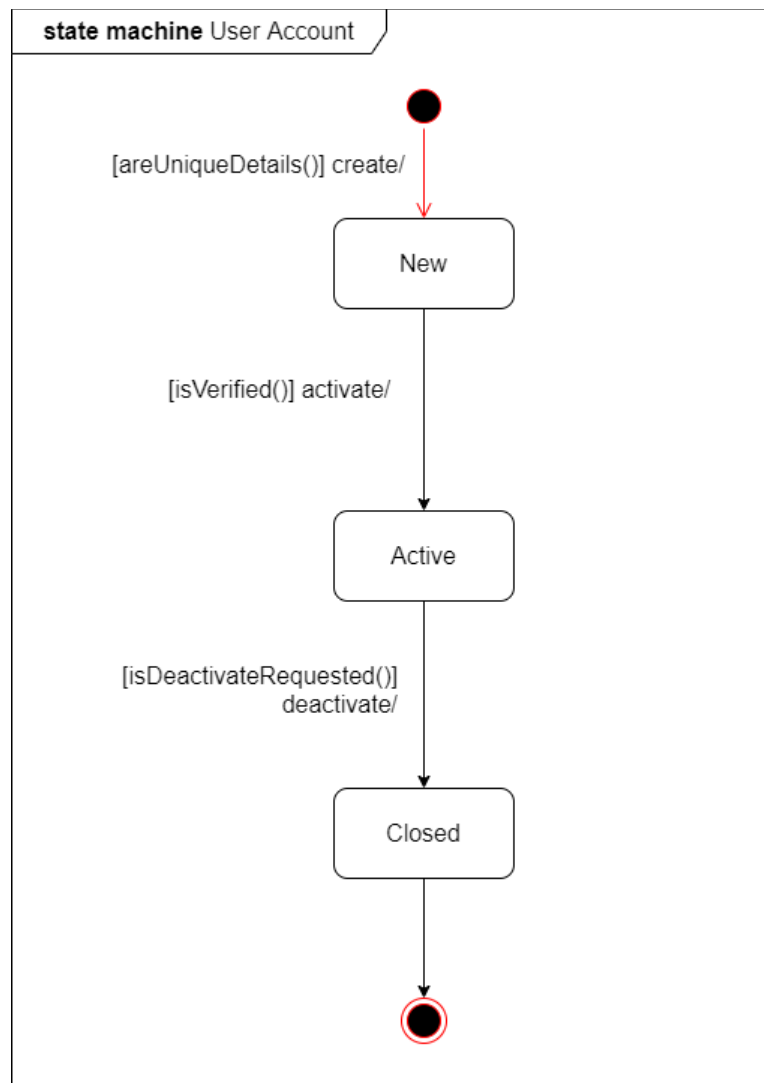 state machine User Account
[areUniqueDetails()] create/
New
[isVerified()] activate/
Active
[isDeactivateRequested()]
deactivate/
Closed